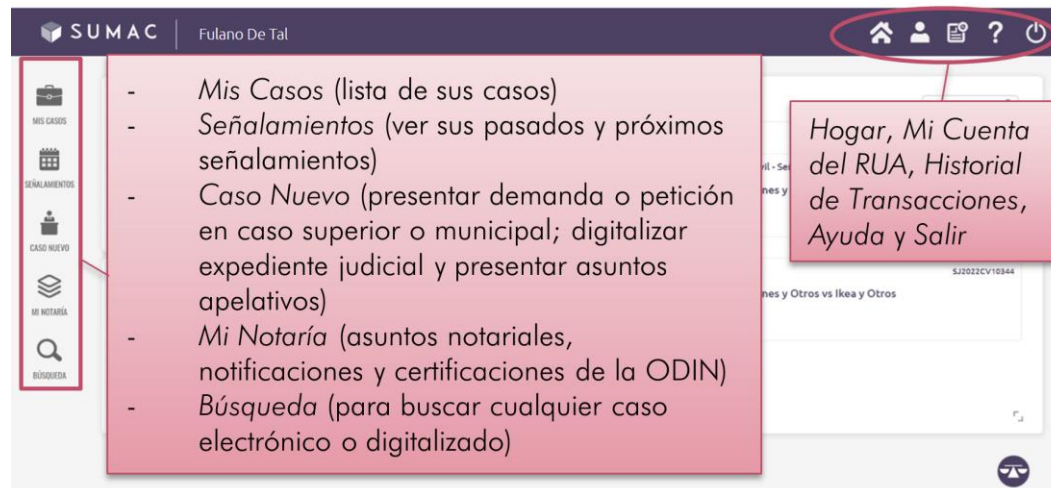 SUMAC
Fulano De Tal
?
MIS CASOS
SEÑALAMIENTOS
CASO NUEVO
MI NOTARÍA
BÚSQUEDA
- Mis Casos (lista de sus casos)
- Señalamientos (ver sus pasados y próximos
señalamientos)
- Caso Nuevo (presentar demanda o petición
en caso superior o municipal; digitalizar
expediente judicial y presentar asuntos
apelativos)
- Mi Notaría (asuntos notariales,
notificaciones y certificaciones de la ODIN)
- Búsqueda (para buscar cualquier caso
electrónico o digitalizado)
Hogar, Mi Cuenta
del RUA, Historial
de Transacciones,
Ayuda y Salir
SJ2022CV10344
y Otros vs Ikea y Otros